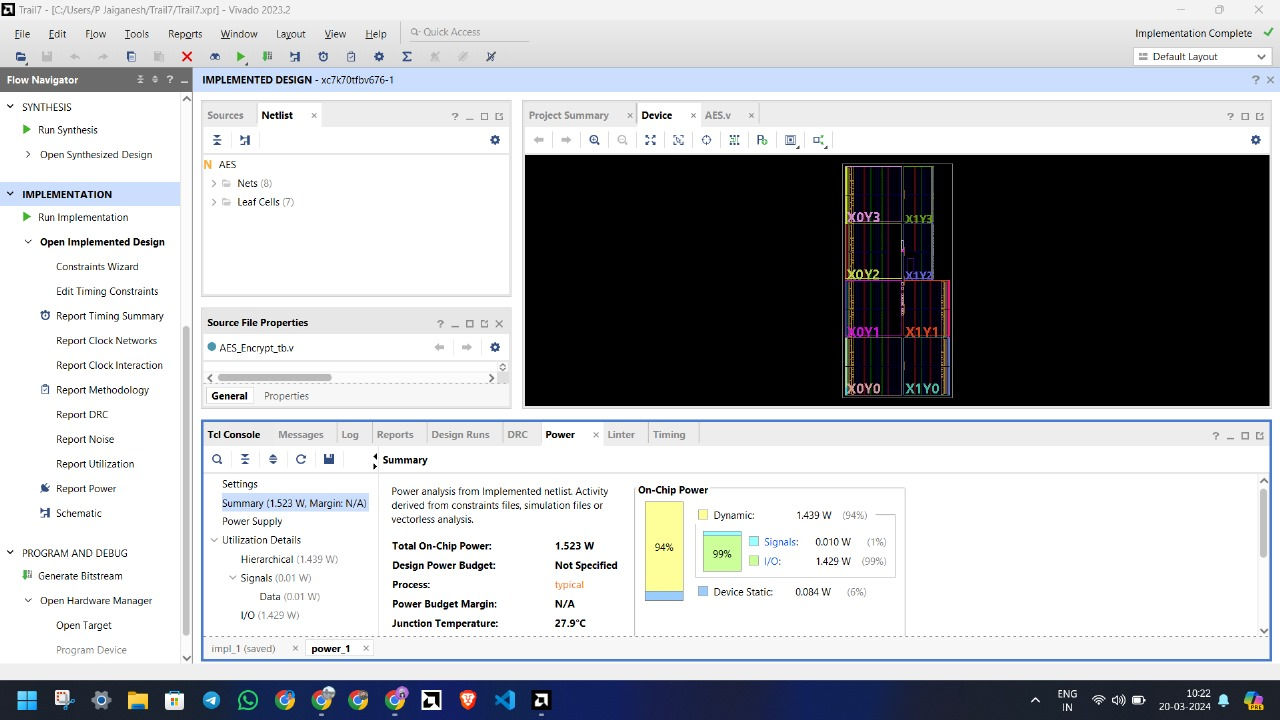 Trail7 - [C:/Users/P Jaiganesh/Trail7/Trail7.xpr] - Vivado 2023.2
File Edit Flow Tools Reports Window Layout View Help Quick Access
Implementation Complete
Default Layout
Flow Navigator
SYNTHESIS
Run Synthesis
Open Synthesized Design
IMPLEMENTATION
Run Implementation
Open Implemented Design
Constraints Wizard
Edit Timing Constraints
Report Timing Summary
Report Clock Networks
Report Clock Interaction
Report Methodology
Report DRC
Report Noise
Report Utilization
Report Power
Schematic
PROGRAM AND DEBUG
Generate Bitstream
Open Hardware Manager
Open Target
Program Device
IMPLEMENTED DESIGN - xc7k70tfbv676-1
Sources Netlist
N AES
Nets (8)
Leaf Cells (7)
Source File Properties
AES_Encrypt_tb.v
General Properties
Project Summary Device AES.v
X0Y3 X1Y3
X0Y2 X1Y2
X0Y1 X1Y1
X0Y0 X1Y0
Tcl Console Messages Log Reports Design Runs DRC Power Linter Timing
Summary
Settings
Summary (1.523 W, Margin: N/A)
Power Supply
Utilization Details
Hierarchical (1.439 W)
Signals (0.01 W)
Data (0.01 W)
I/O (1.429 W)
Power analysis from Implemented netlist. Activity
derived from constraints files, simulation files or
vectorless analysis.
Total On-Chip Power: 1.523 W
Design Power Budget: Not Specified
Process: typical
Power Budget Margin: N/A
Junction Temperature: 27.9°C
On-Chip Power
94%
99%
Dynamic: 1.439 W (94%)
Signals: 0.010 W (1%)
I/O: 1.429 W (99%)
Device Static: 0.084 W (6%)
impl_1 (saved) power_1
ENG
IN
10:22
20-03-2024
PRE